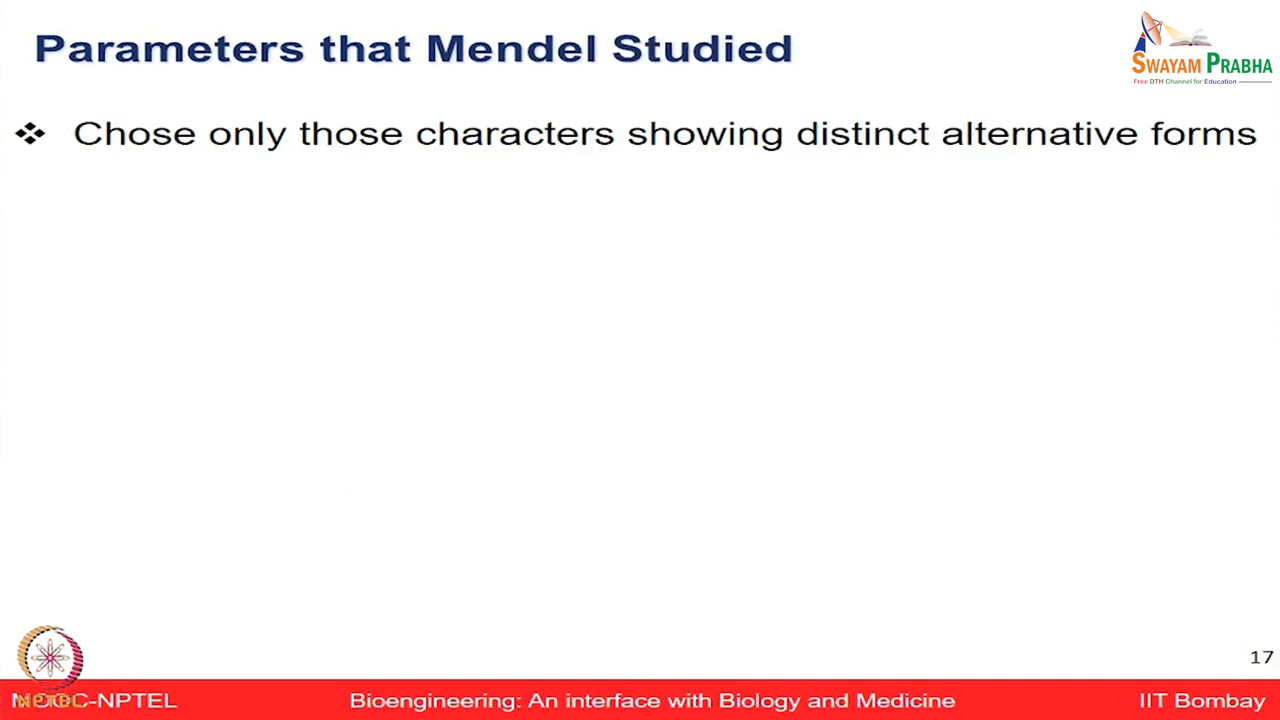 Parameters that Mendel Studied
SWAYAM PRABHA
Free DTH Channel for Education
❖ Chose only those characters showing distinct alternative forms
17
MOOC-NPTEL
NPTEL
Bioengineering: An interface with Biology and Medicine
IIT Bombay